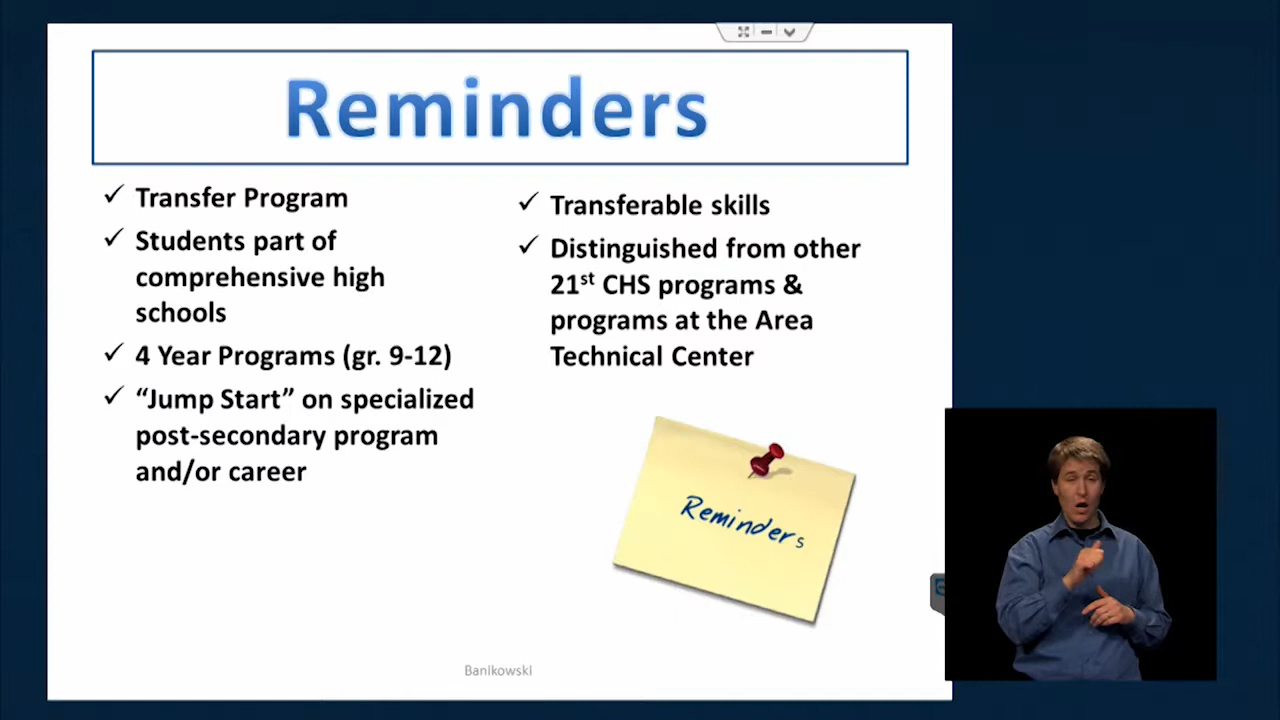 Reminders
✓ Transfer Program
✓ Students part of
comprehensive high
schools
✓ 4 Year Programs (gr. 9-12)
✓ “Jump Start” on specialized
post-secondary program
and/or career
✓ Transferable skills
✓ Distinguished from other
21st CHS programs &
programs at the Area
Technical Center
Reminders
Banikowski